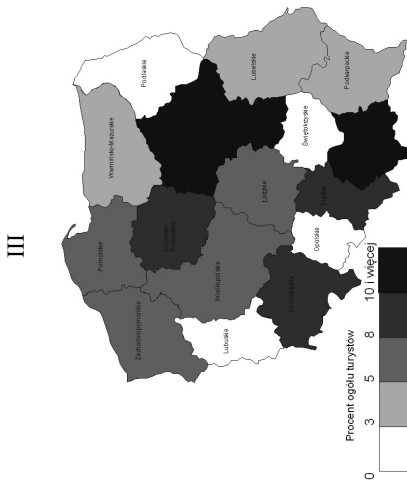 III
Pomorskie
Warmińsko-Mazurskie
Podlaskie
Zachodniopomorskie
Kujawsko-Pomorskie
Wielkopolskie
Lubuskie
Łódzkie
Lubelskie
Dolnośląskie
Opolskie
Śląskie
Świętokrzyskie
Podkarpackie
Procent ogółu turystów
0 3 5 8 10 i więcej